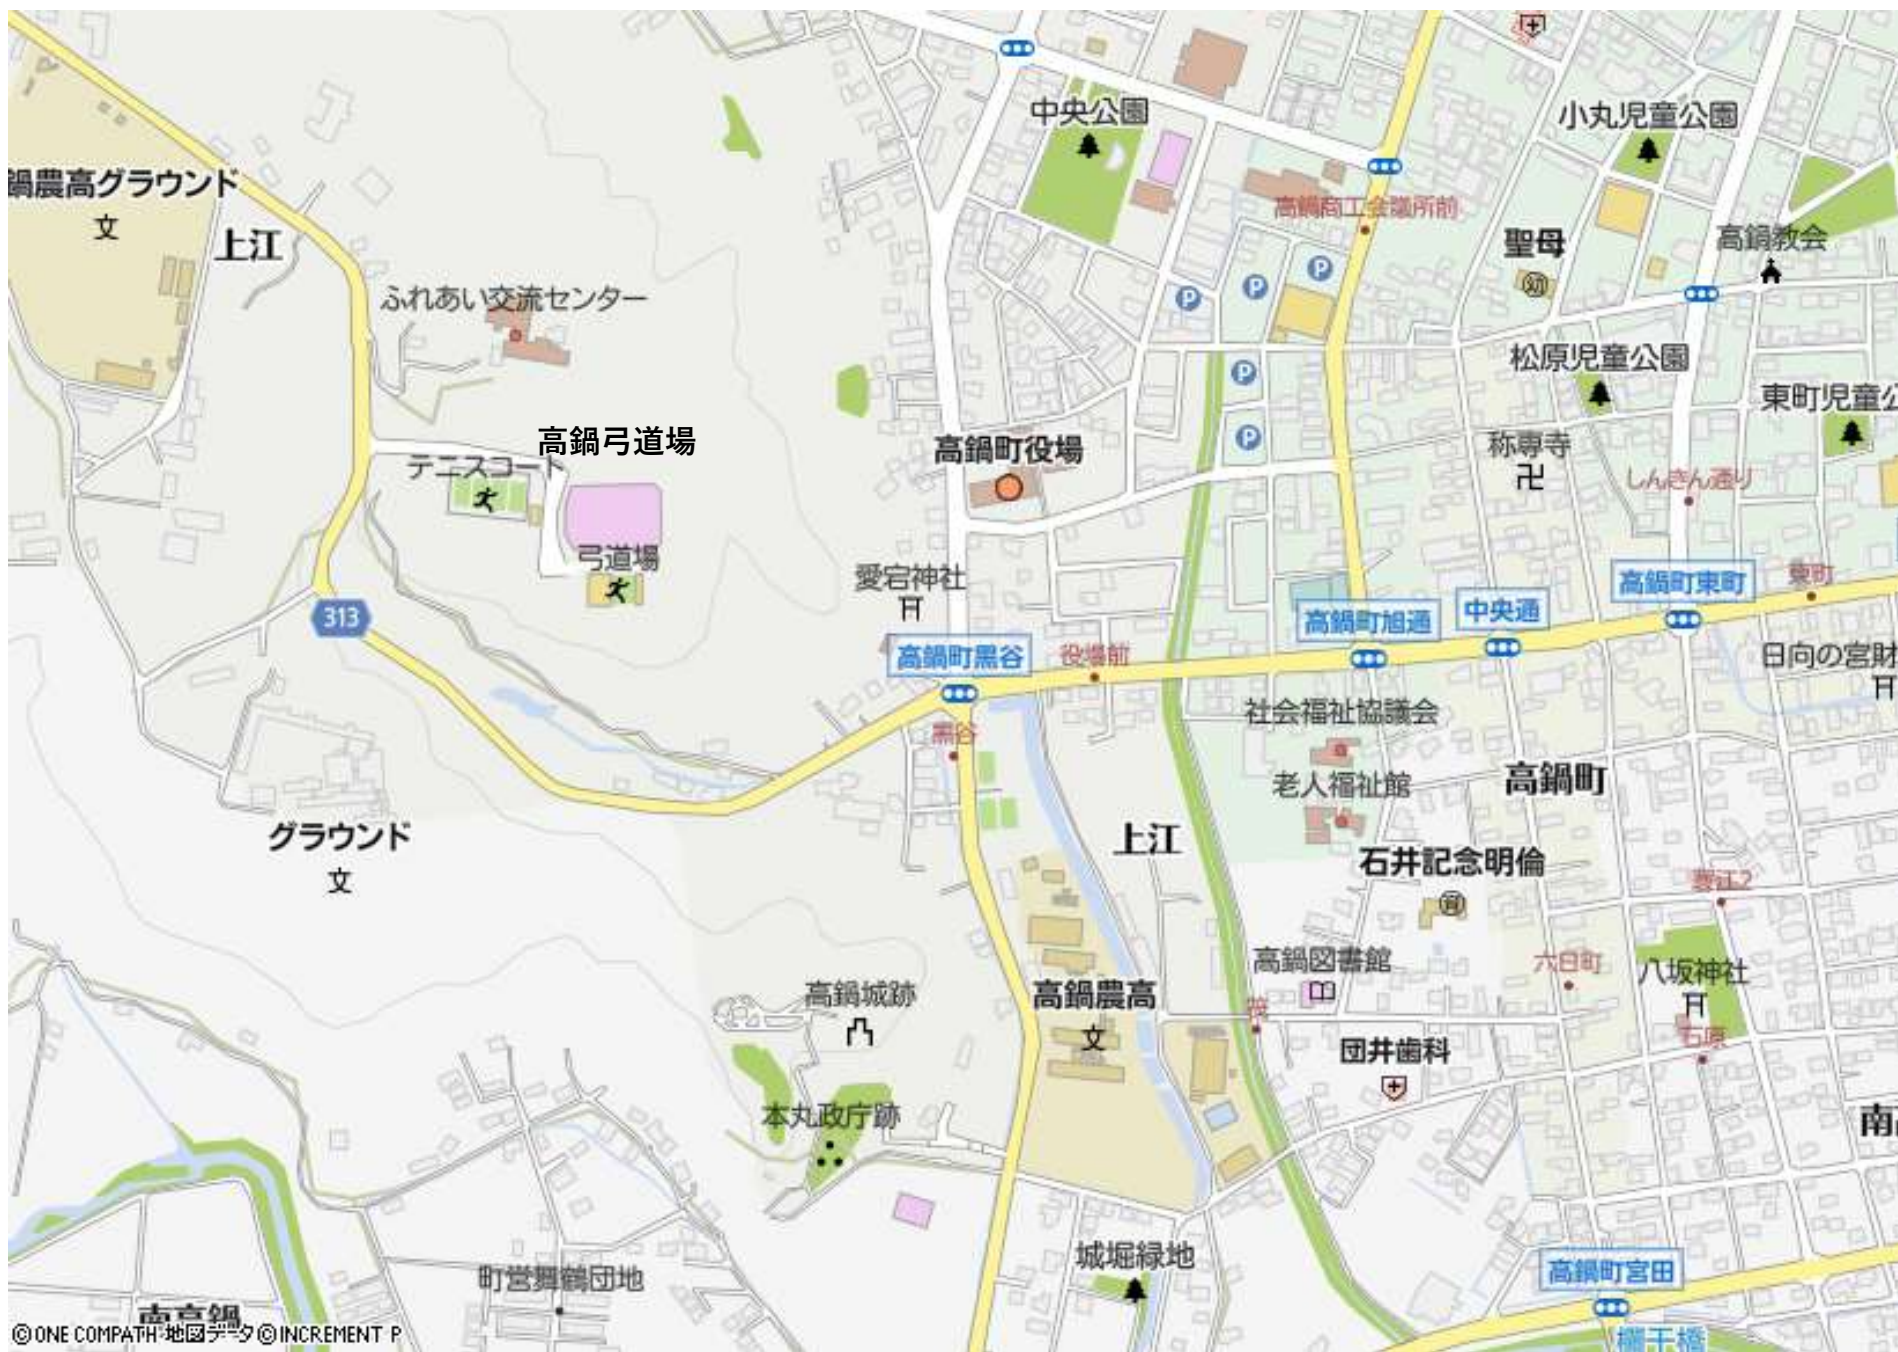 中央公園
小丸児童公園
鍋農高グラウンド
文
高鍋商工会議所前
上江
聖母
幼
高鍋教会
P
P
P
ふれあい交流センター
松原児童公園
P
東町児童公
高鍋弓道場
高鍋町役場
P
称専寺
卍
テニスコート
しんきん通り
弓道場
愛宕神社
高鍋町東町
東町
313
高鍋町旭通
中央通
高鍋町黒谷
役場前
日向の宮財
社会福祉協議会
黒谷
老人福祉館
高鍋町
グラウンド
文
上江
石井記念明倫
蓑江2
高鍋図書館
六日町
八坂神社
高鍋城跡
高鍋農高
文
石原
団井歯科
本丸政庁跡
南
城堀緑地
町営舞鶴団地
高鍋町宮田
南高鍋
©ONE COMPATH 地図データ©INCREMENT P